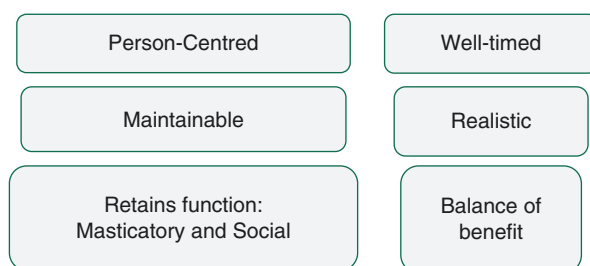 Person-Centred
Well-timed
Maintainable
Realistic
Retains function:
Masticatory and Social
Balance of
benefit